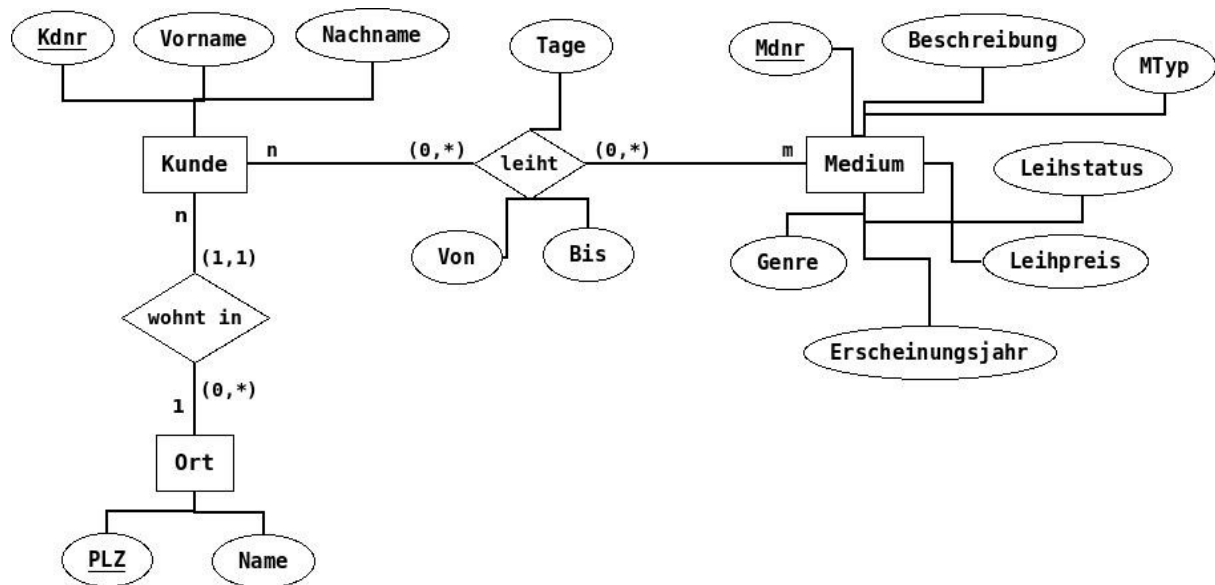 Kdnr
Vorname
Nachname
Tage
Mdnr
Beschreibung
MTyp
Kunde
n
(0,*)
leiht
(0,*)
m
Medium
Leihstatus
n
(1,1)
Von
Bis
Genre
Leihpreis
wohnt in
Erscheinungsjahr
(0,*)
1
Ort
PLZ
Name